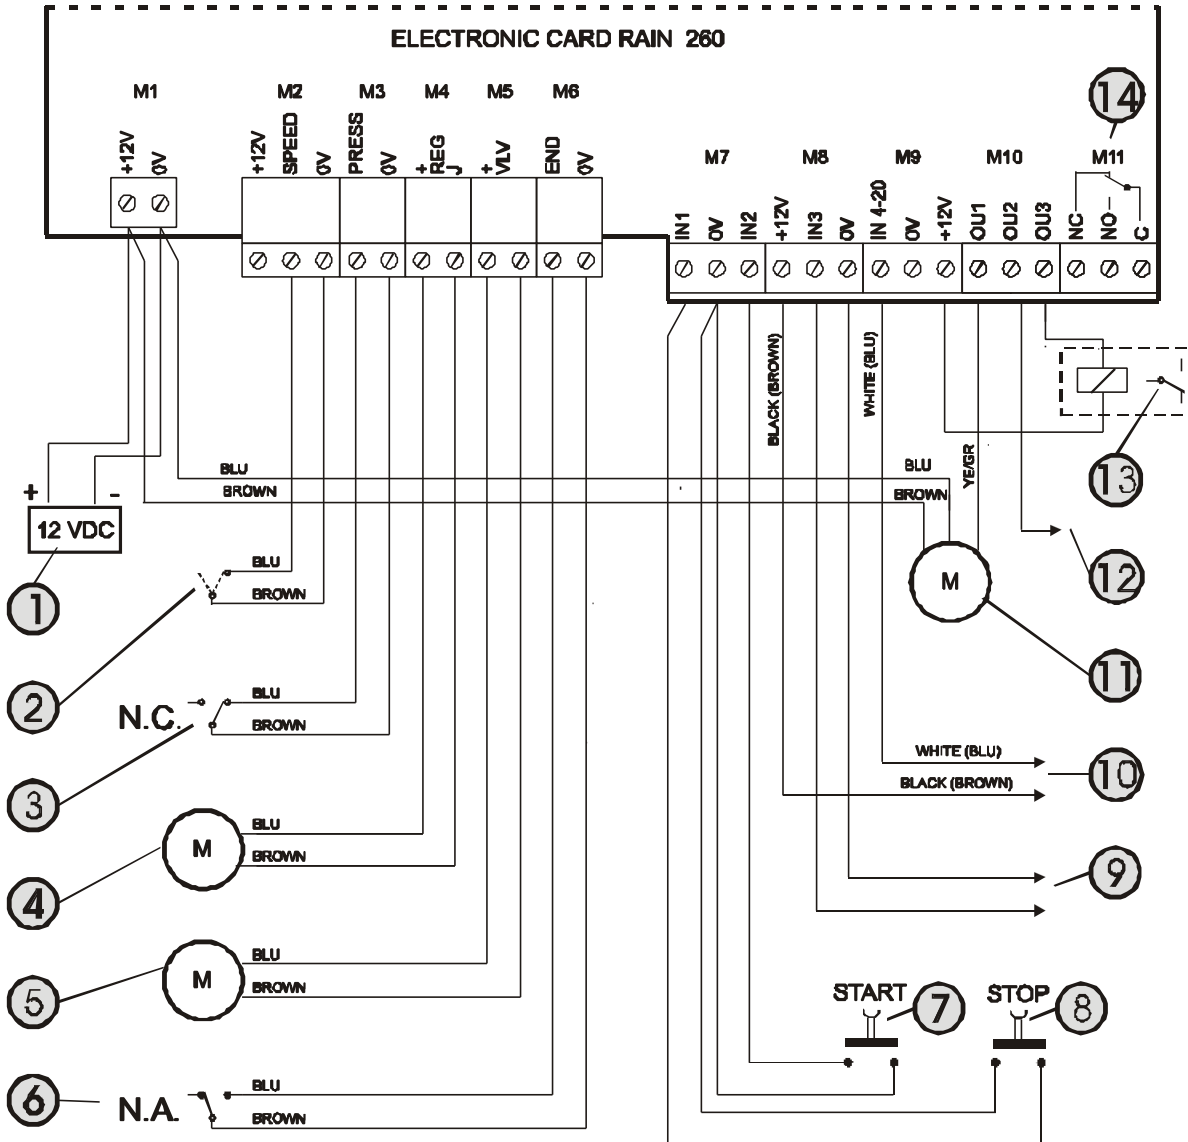 ELECTRONIC CARD RAIN 260
M1 M2 M3 M4 M5 M6
14
+12V 0V +12V SPEED 0V PRESS 0V + REG - + VLV END 0V
M7 M8 M9 M10 M11
IN1 0V IN2 +12V IN3 0V IN 4-20 0V +12V OU1 OU2 OU3 NC NO C
BLACK (BROWN)
WHITE (BLU)
YE/GR
BLU
BROWN
BLU
BROWN
13
+ -
12 VDC
1
BLU
BROWN
M
12
11
2
N.C.
BLU
BROWN
3
WHITE (BLU)
BLACK (BROWN)
10
M
BLU
BROWN
4
9
M
BLU
BROWN
5
START
7
STOP
8
6
N.A.
BLU
BROWN